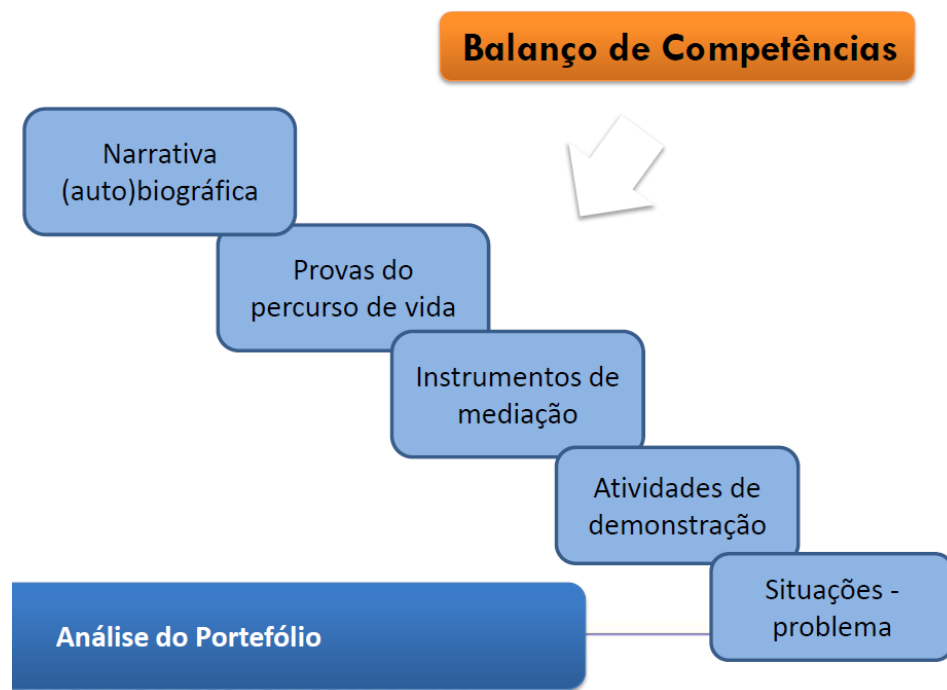 Balanço de Competências
Narrativa
(auto)biográfica
Provas do
percurso de vida
Instrumentos de
mediação
Atividades de
demonstração
Situações -
problema
Análise do Portefólio